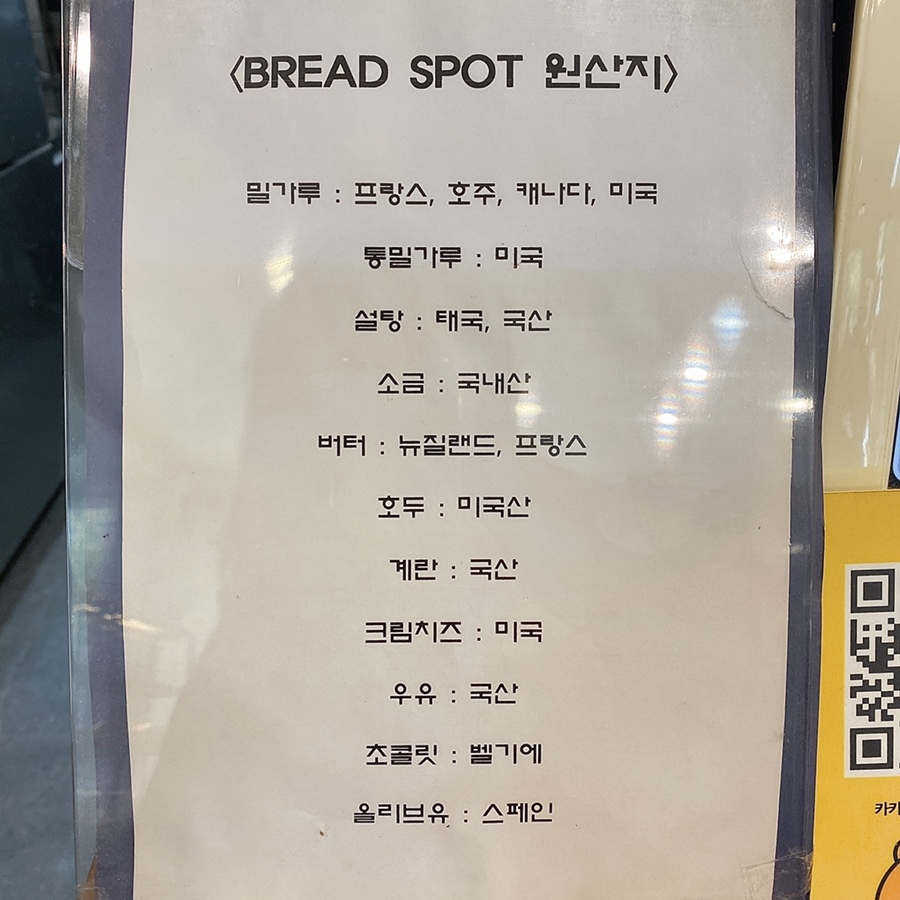 <BREAD SPOT 원산지>
밀가루 : 프랑스, 호주, 캐나다, 미국
통밀가루 : 미국
설탕 : 태국, 국산
소금 : 국내산
버터 : 뉴질랜드, 프랑스
호두 : 미국산
계란 : 국산
크림치즈 : 미국
우유 : 국산
초콜릿 : 벨기에
올리브유 : 스페인